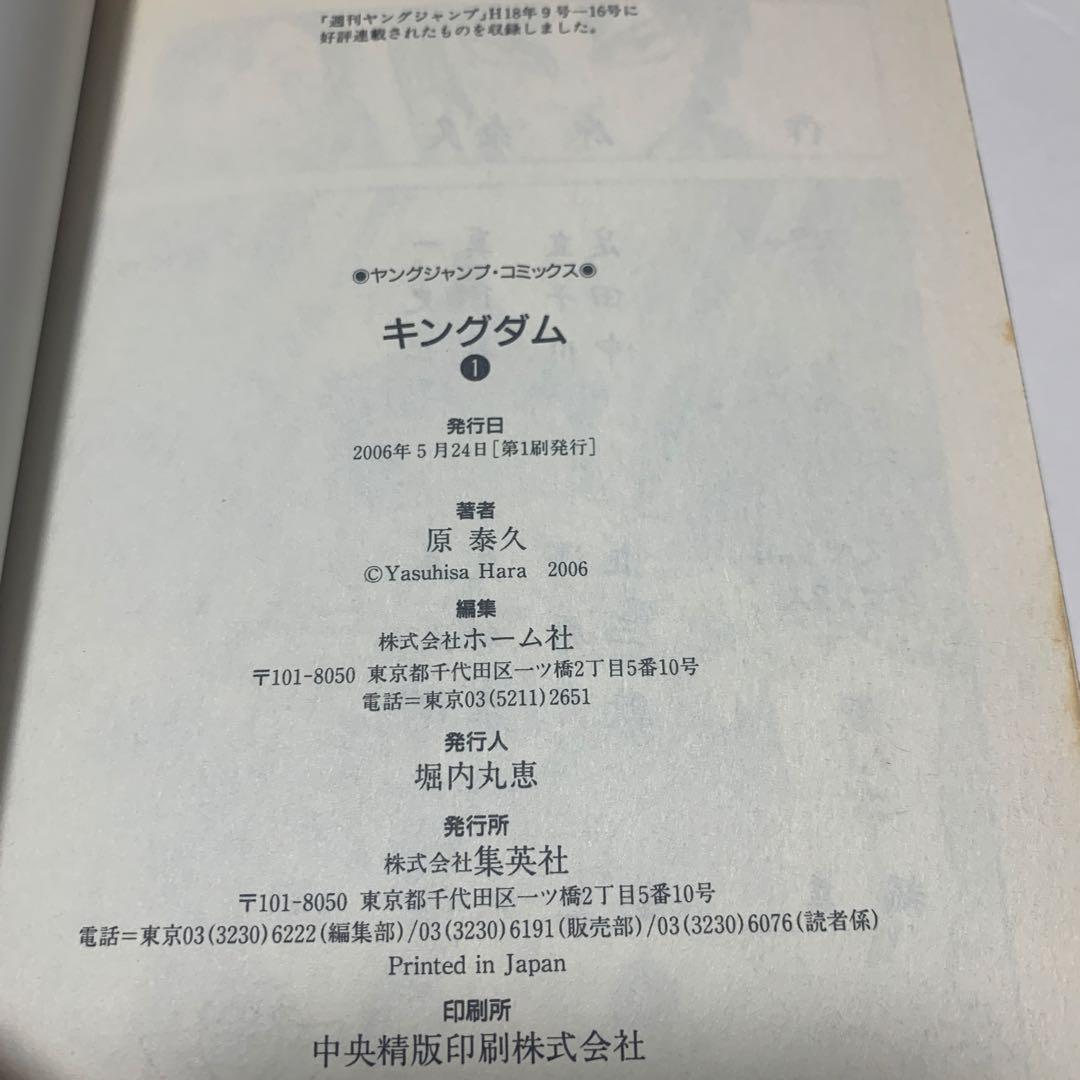 「週刊ヤングジャンプ」H18年9号―16号に
好評連載されたものを収録しました。
◉ヤングジャンプ・コミックス◉
キングダム
❶
発行日
2006年5月24日[第1刷発行]
著者
原 泰久
©Yasuhisa Hara 2006
編集
株式会社ホーム社
〒101-8050 東京都千代田区一ツ橋2丁目5番10号
電話＝東京03(5211)2651
発行人
堀内丸恵
発行所
株式会社集英社
〒101-8050 東京都千代田区一ツ橋2丁目5番10号
電話＝東京03(3230)6222(編集部)/03(3230)6191(販売部)/03(3230)6076(読者係)
Printed in Japan
印刷所
中央精版印刷株式会社